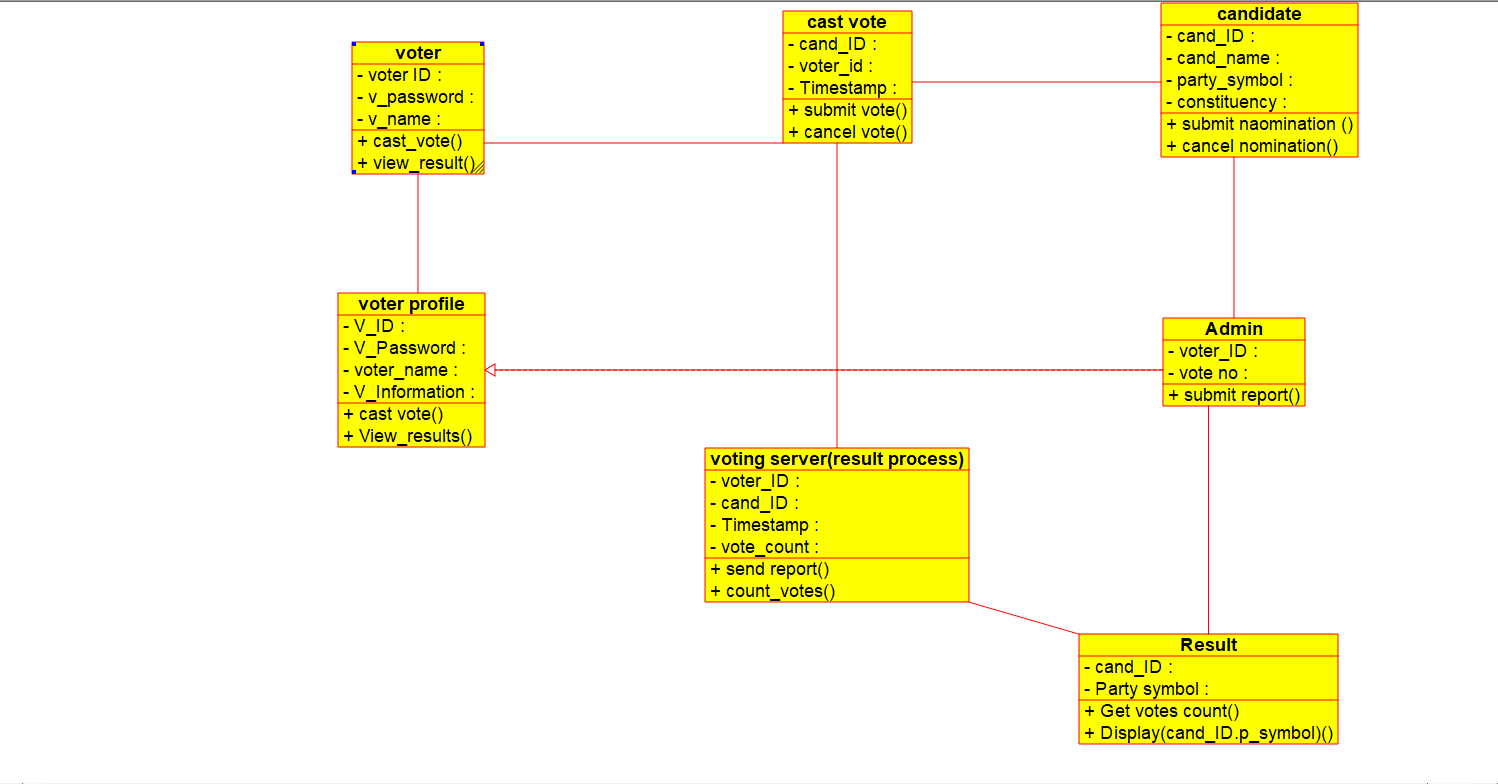 voter
- voter ID :
- v_password :
- v_name :
+ cast_vote()
+ view_result()
cast vote
- cand_ID :
- voter_id :
- Timestamp :
+ submit vote()
+ cancel vote()
candidate
- cand_ID :
- cand_name :
- party_symbol :
- constituency :
+ submit naomination ()
+ cancel nomination()
voter profile
- V_ID :
- V_Password :
- voter_name :
- V_Information :
+ cast vote()
+ View_results()
Admin
- voter_ID :
- vote no :
+ submit report()
voting server(result process)
- voter_ID :
- cand_ID :
- Timestamp :
- vote_count :
+ send report()
+ count_votes()
Result
- cand_ID :
- Party symbol :
+ Get votes count()
+ Display(cand_ID.p_symbol)()